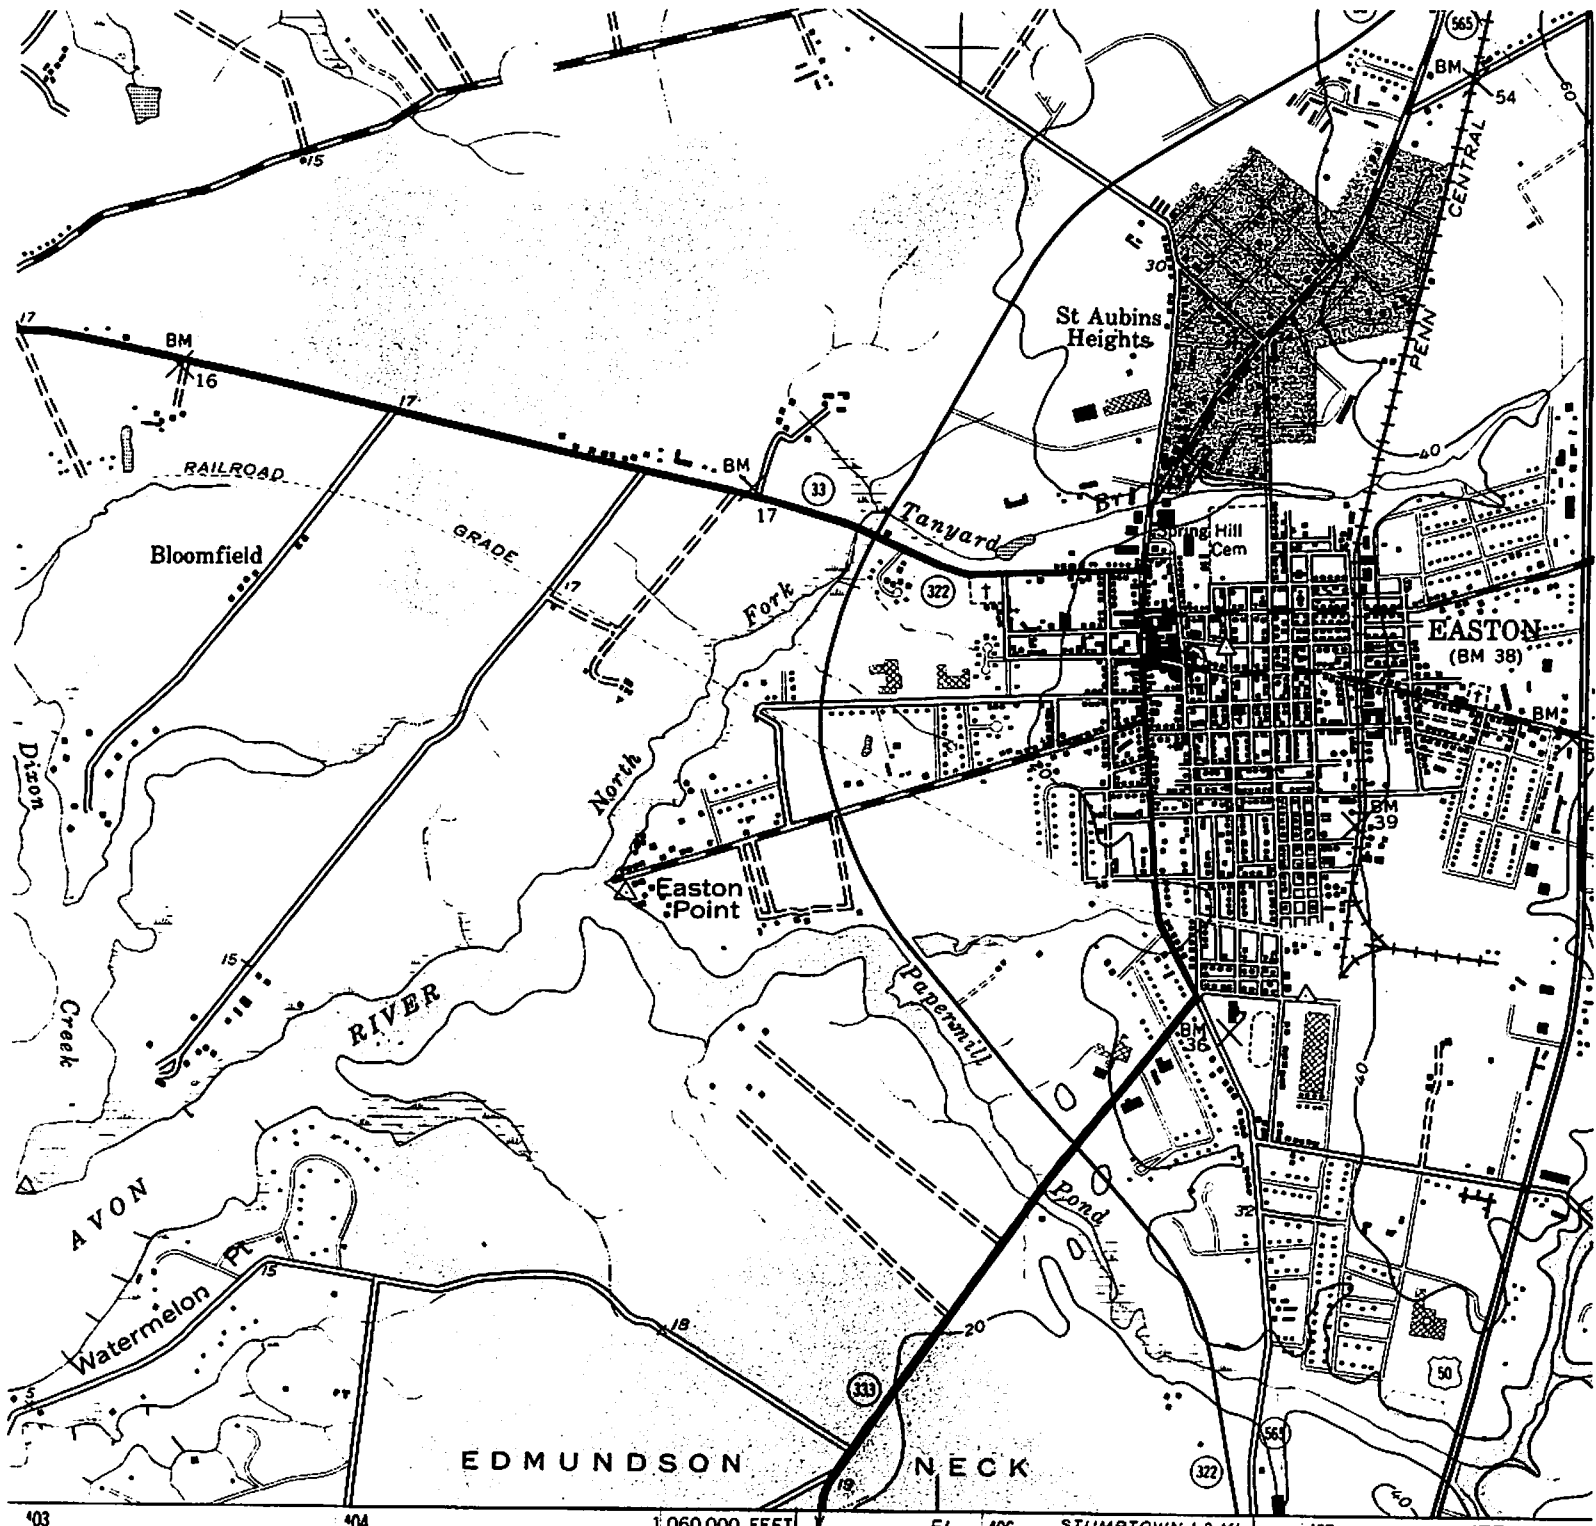 565
BM
54
60
15
PENN
CENTRAL
30
St Aubins
Heights
17
BM
16
17
RAILROAD
GRADE
BM
17
33
40
Tanyard
Br
Spring Hill
Cem
Bloomfield
17
Fork
322
EASTON
(BM 38)
BM
North
Dixon
Creek
BM
39
Easton
Point
15
RIVER
Papermill
Pond
BM
36
40
AVON
32
Watermelon Pt
15
18
20
5
333
50
565
EDMUNDSON NECK
322
19
40
403
404
1 060 000 FEET